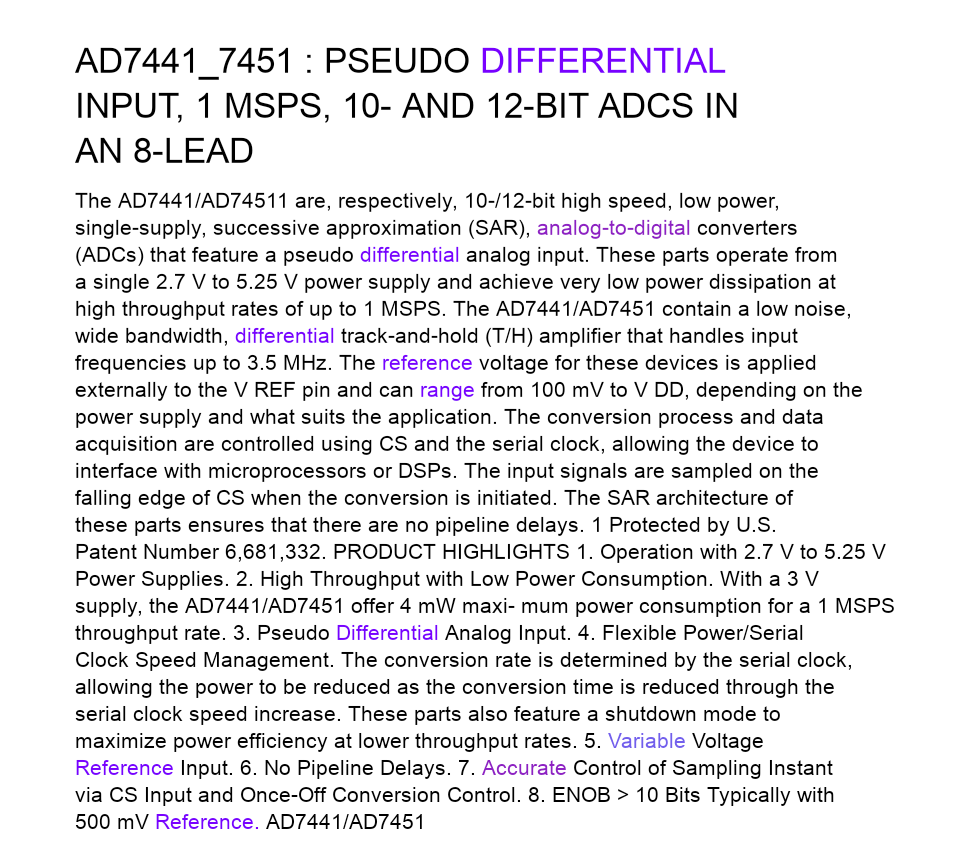 AD7441_7451 : PSEUDO DIFFERENTIAL
INPUT, 1 MSPS, 10- AND 12-BIT ADCS IN
AN 8-LEAD
The AD7441/AD74511 are, respectively, 10-/12-bit high speed, low power,
single-supply, successive approximation (SAR), analog-to-digital converters
(ADCs) that feature a pseudo differential analog input. These parts operate from
a single 2.7 V to 5.25 V power supply and achieve very low power dissipation at
high throughput rates of up to 1 MSPS. The AD7441/AD7451 contain a low noise,
wide bandwidth, differential track-and-hold (T/H) amplifier that handles input
frequencies up to 3.5 MHz. The reference voltage for these devices is applied
externally to the V REF pin and can range from 100 mV to V DD, depending on the
power supply and what suits the application. The conversion process and data
acquisition are controlled using CS and the serial clock, allowing the device to
interface with microprocessors or DSPs. The input signals are sampled on the
falling edge of CS when the conversion is initiated. The SAR architecture of
these parts ensures that there are no pipeline delays. 1 Protected by U.S.
Patent Number 6,681,332. PRODUCT HIGHLIGHTS 1. Operation with 2.7 V to 5.25 V
Power Supplies. 2. High Throughput with Low Power Consumption. With a 3 V
supply, the AD7441/AD7451 offer 4 mW maxi- mum power consumption for a 1 MSPS
throughput rate. 3. Pseudo Differential Analog Input. 4. Flexible Power/Serial
Clock Speed Management. The conversion rate is determined by the serial clock,
allowing the power to be reduced as the conversion time is reduced through the
serial clock speed increase. These parts also feature a shutdown mode to
maximize power efficiency at lower throughput rates. 5. Variable Voltage
Reference Input. 6. No Pipeline Delays. 7. Accurate Control of Sampling Instant
via CS Input and Once-Off Conversion Control. 8. ENOB > 10 Bits Typically with
500 mV Reference. AD7441/AD7451